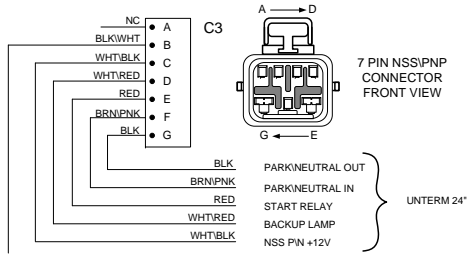 NC A C3
BLK\WHT B
WHT\BLK C
WHT\RED D
RED E
BRN\PNK F
BLK G
A D
7 PIN NSS\PNP
CONNECTOR
FRONT VIEW
G E
BLK PARK\NEUTRAL OUT
BRN\PNK PARK\NEUTRAL IN
RED START RELAY
WHT\RED BACKUP LAMP
WHT\BLK NSS P\N +12V
UNTERM 24"